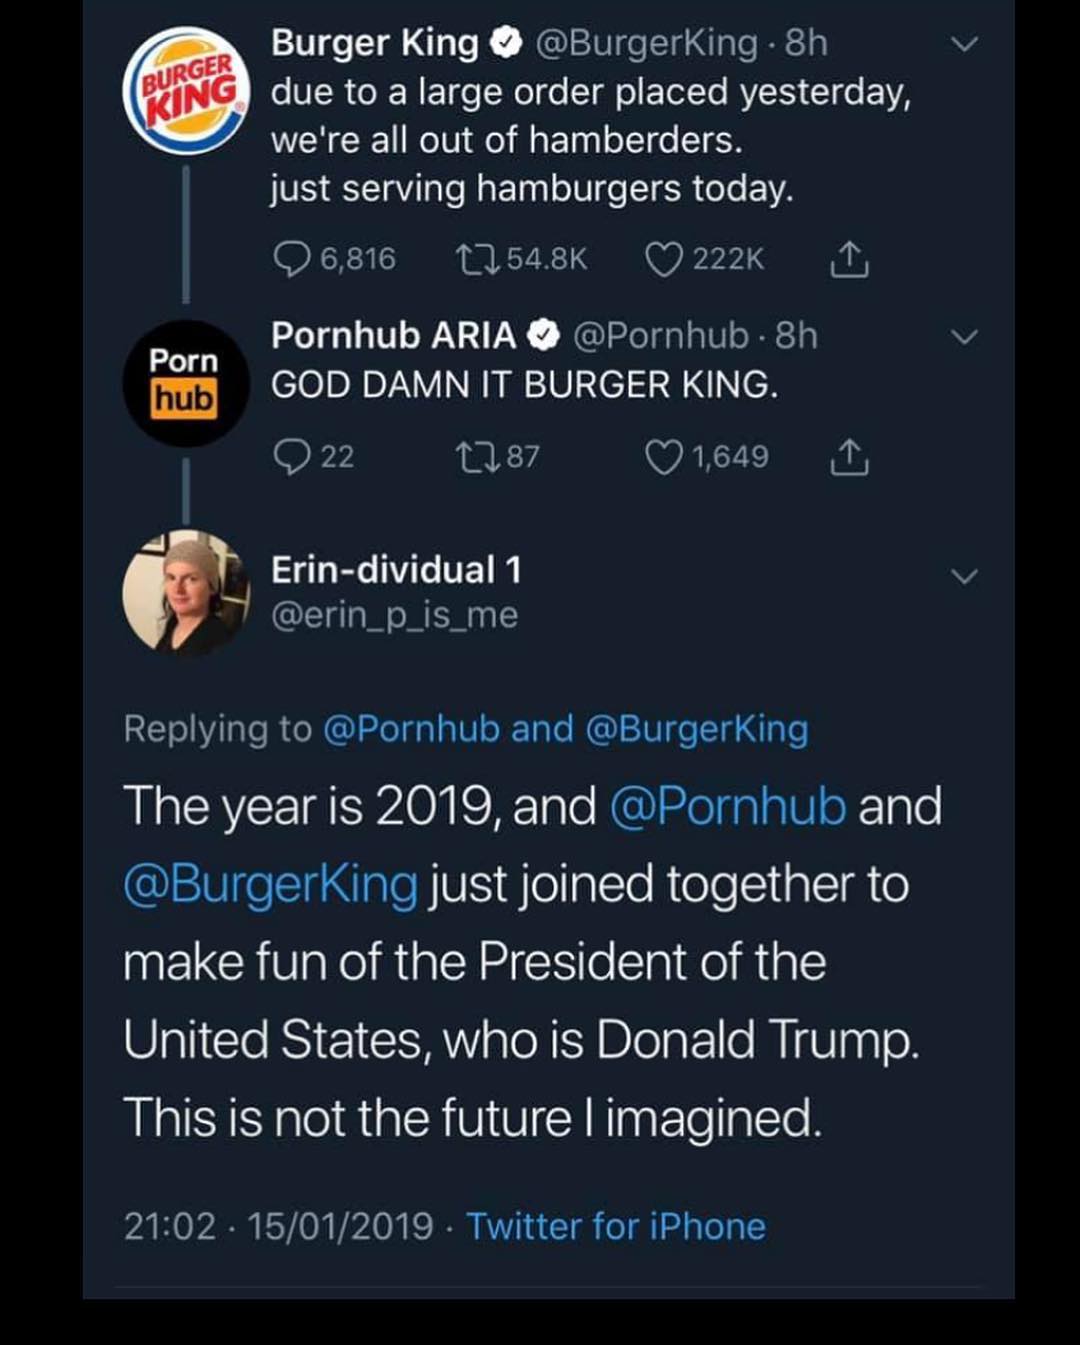 BURGER
KING
Burger King @BurgerKing · 8h
due to a large order placed yesterday,
we're all out of hamberders.
just serving hamburgers today.
6,816 54.8K 222K
Porn
hub
Pornhub ARIA @Pornhub · 8h
GOD DAMN IT BURGER KING.
22 87 1,649
Erin-dividual 1
@erin_p_is_me
Replying to @Pornhub and @BurgerKing
The year is 2019, and @Pornhub and
@BurgerKing just joined together to
make fun of the President of the
United States, who is Donald Trump.
This is not the future I imagined.
21:02 · 15/01/2019 · Twitter for iPhone